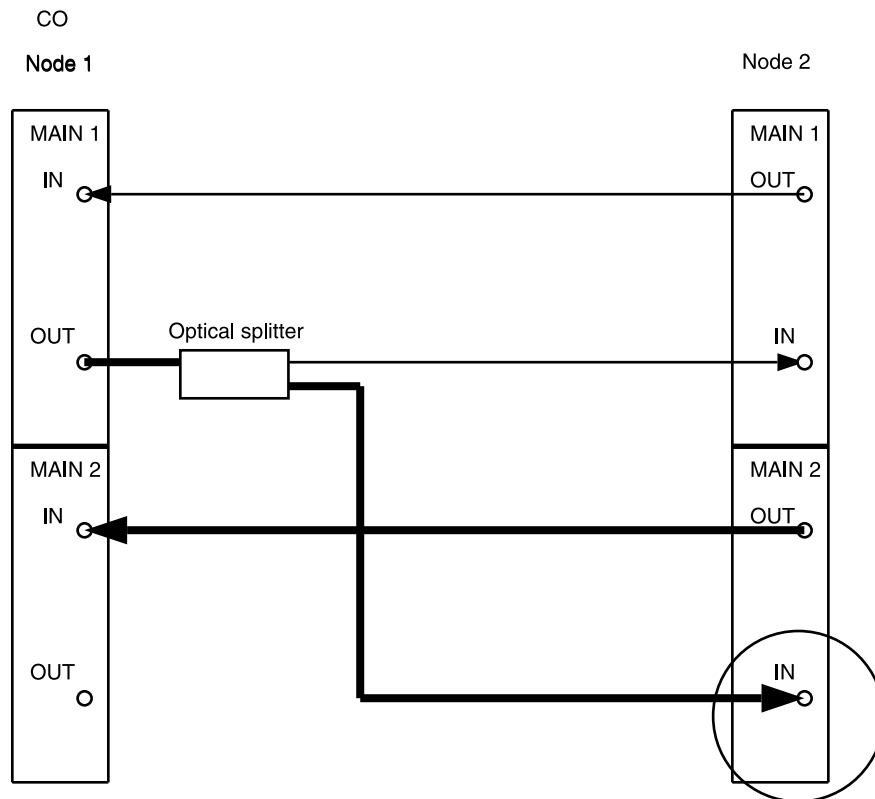 CO
Node 1
Node 2
MAIN 1
MAIN 1
IN
OUT
OUT
Optical splitter
IN
MAIN 2
MAIN 2
IN
OUT
OUT
IN